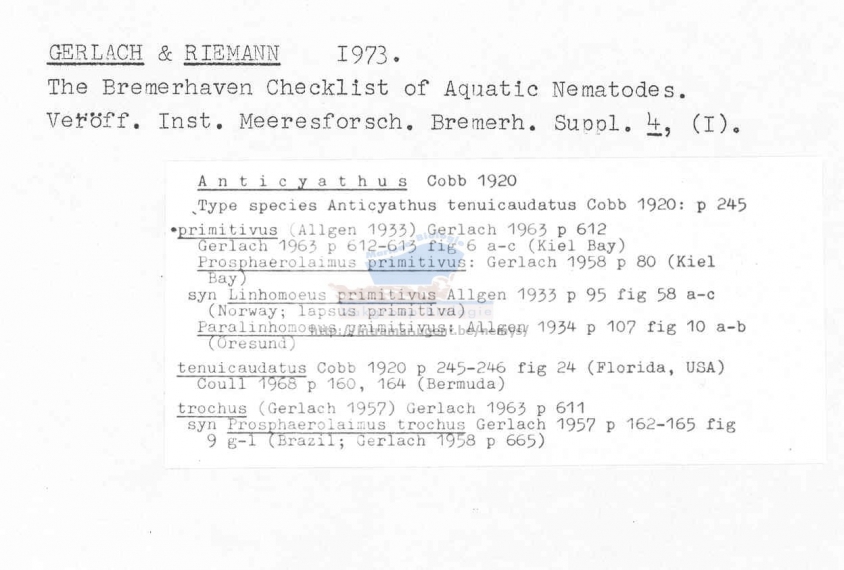 GERLACH & RIEMANN I973.
The Bremerhaven Checklist of Aquatic Nematodes.
Veröff. Inst. Meeresforsch. Bremerh. Suppl. 4, (I).
A n t i c y a t h u s Cobb 1920
Type species Anticyathus tenuicaudatus Cobb 1920: p 245
•primitivus (Allgen 1933) Gerlach 1963 p 612
Gerlach 1963 p 612-613 fig 6 a-c (Kiel Bay)
Prosphaerolaimus primitivus: Gerlach 1958 p 80 (Kiel
Bay)
syn Linhomoeus primitivus Allgen 1933 p 95 fig 58 a-c
(Norway; lapsus primitiva)
Paralinhomoeus primitivus: Allgen 1934 p 107 fig 10 a-b
(Öresund)
tenuicaudatus Cobb 1920 p 245-246 fig 24 (Florida, USA)
Coull 1968 p 160, 164 (Bermuda)
trochus (Gerlach 1957) Gerlach 1963 p 611
syn Prosphaerolaimus trochus Gerlach 1957 p 162-165 fig
9 g-l (Brazil; Gerlach 1958 p 665)